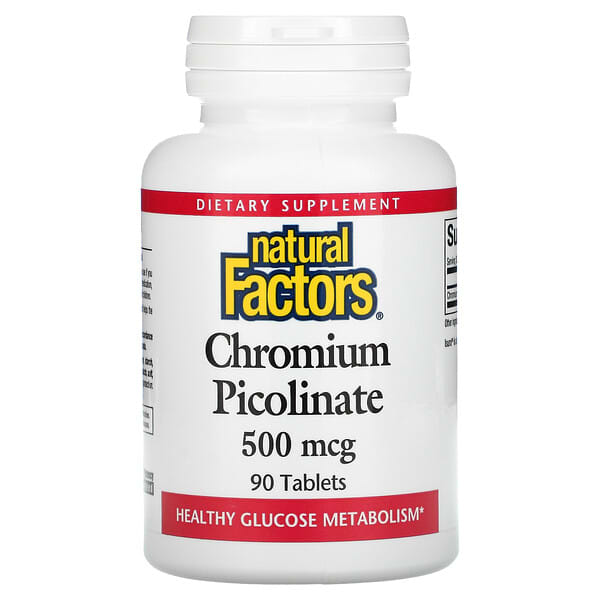 DIETARY SUPPLEMENT
natural
Factors®
Chromium
Picolinate
500 mcg
90 Tablets
HEALTHY GLUCOSE METABOLISM*